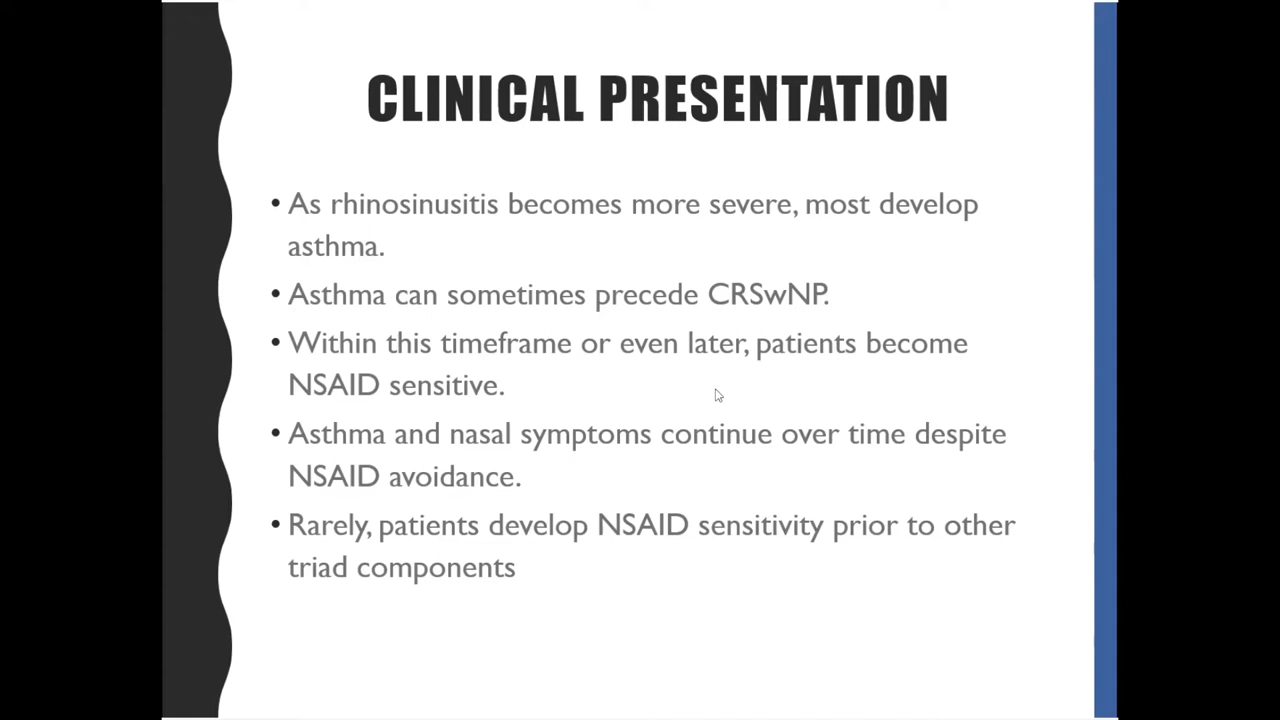 CLINICAL PRESENTATION
• As rhinosinusitis becomes more severe, most develop
asthma.
• Asthma can sometimes precede CRSwNP.
• Within this timeframe or even later, patients become
NSAID sensitive.
• Asthma and nasal symptoms continue over time despite
NSAID avoidance.
• Rarely, patients develop NSAID sensitivity prior to other
triad components